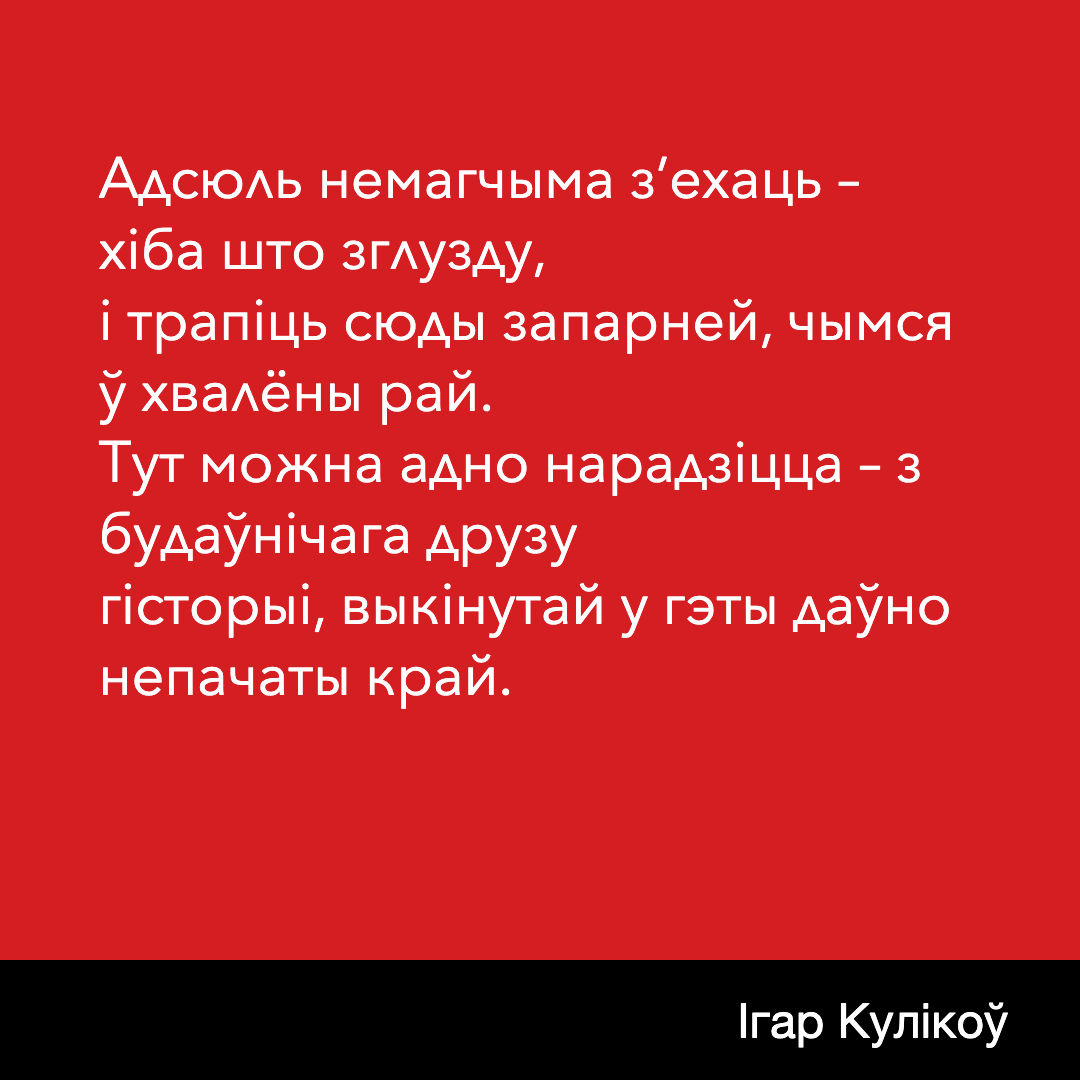 Адсюль немагчыма з’ехаць –
хіба што зглузду,
і трапіць сюды запарней, чымся
ў хвалёны рай.
Тут можна адно нарадзіцца – з
будаўнічага друзу
гісторыі, выкінутай у гэты даўно
непачаты край.
Ігар Кулікоў